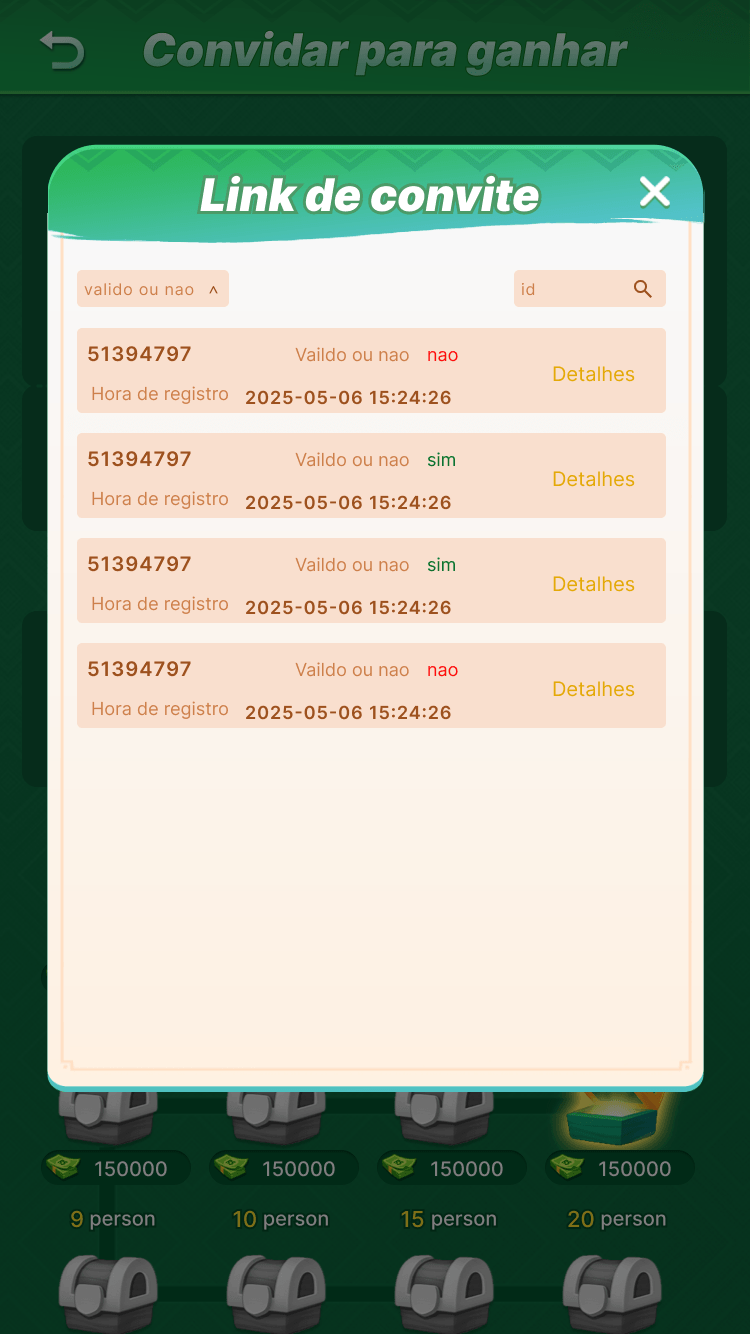 Convidar para ganhar
Link de convite
valido ou nao ^ id
51394797 Vaildo ou nao nao
Detalhes
Hora de registro 2025-05-06 15:24:26
51394797 Vaildo ou nao sim
Detalhes
Hora de registro 2025-05-06 15:24:26
51394797 Vaildo ou nao sim
Detalhes
Hora de registro 2025-05-06 15:24:26
51394797 Vaildo ou nao nao
Detalhes
Hora de registro 2025-05-06 15:24:26
150000 150000 150000 150000
9 person 10 person 15 person 20 person